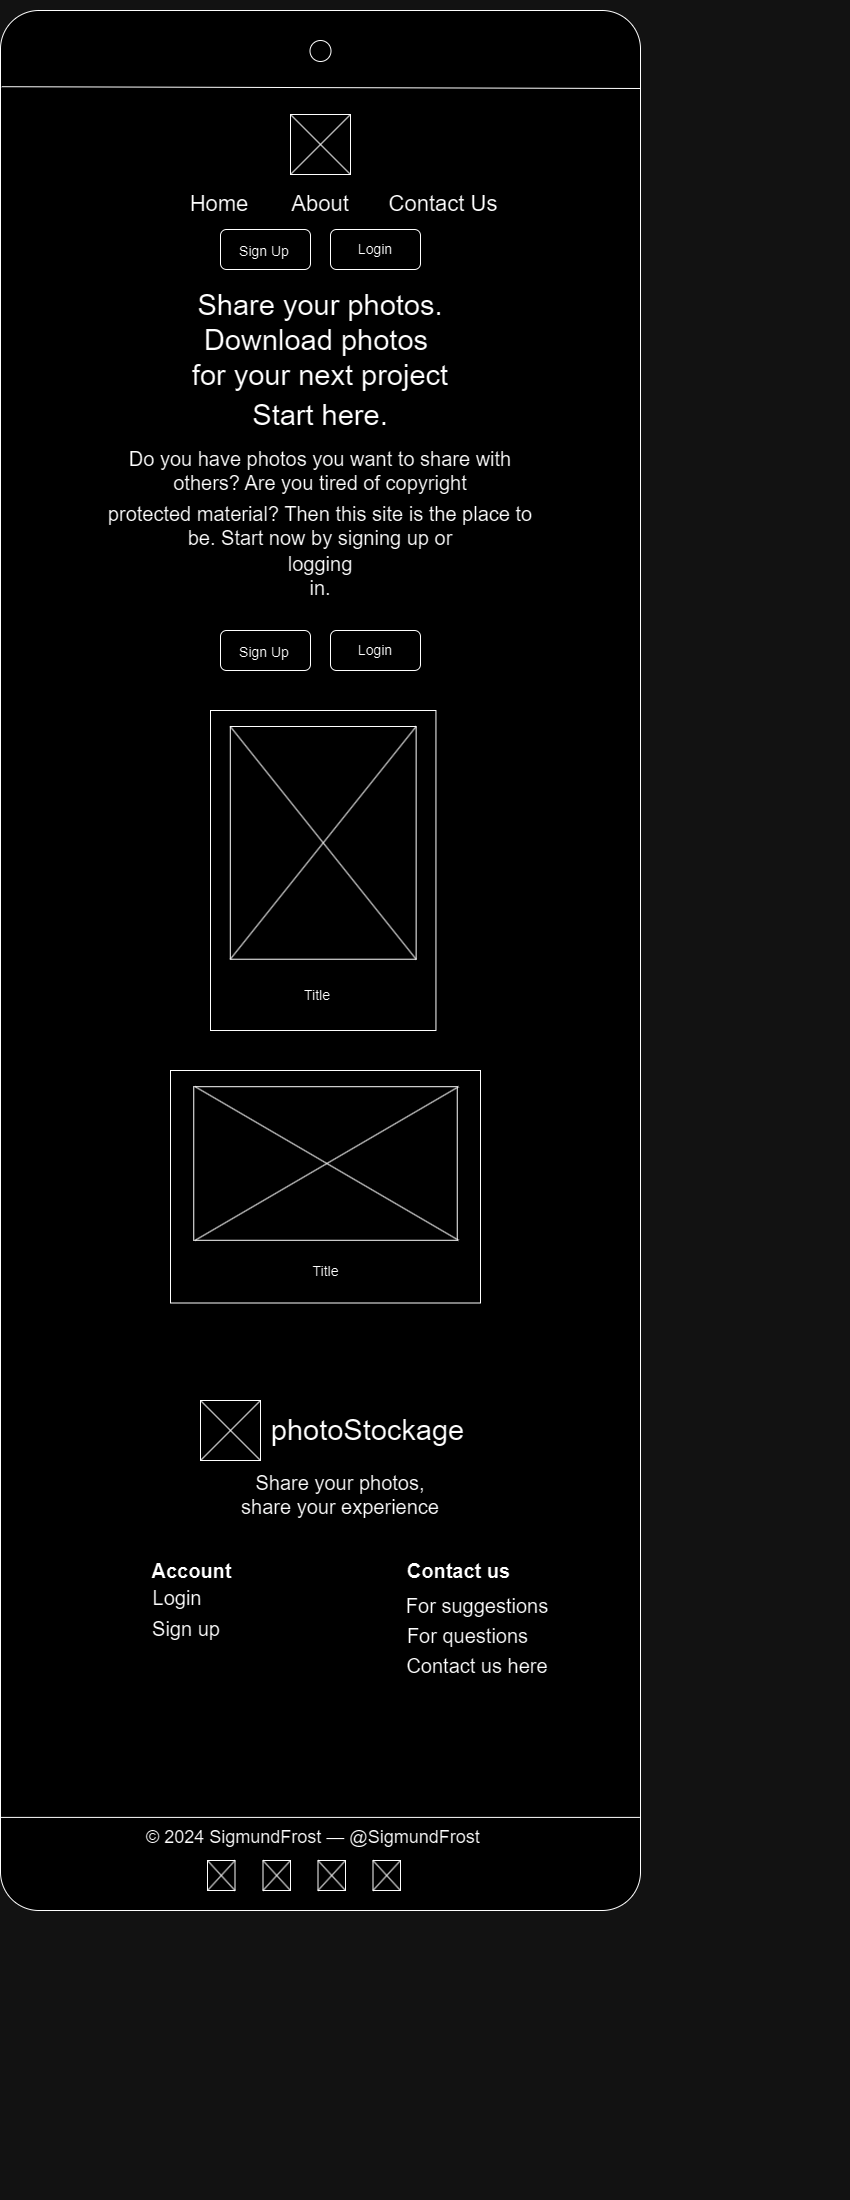 Home About Contact Us
Sign Up Login
Share your photos.
Download photos
for your next project
Start here.
Do you have photos you want to share with
others? Are you tired of copyright
protected material? Then this site is the place to
be. Start now by signing up or
logging
in.
Sign Up Login
Title
Title
photoStockage
Share your photos,
share your experience
Account
Login
Sign up
Contact us
For suggestions
For questions
Contact us here
© 2024 SigmundFrost — @SigmundFrost